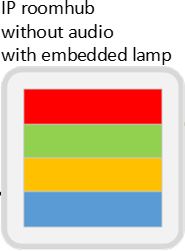 IP roomhub
without audio
with embedded lamp